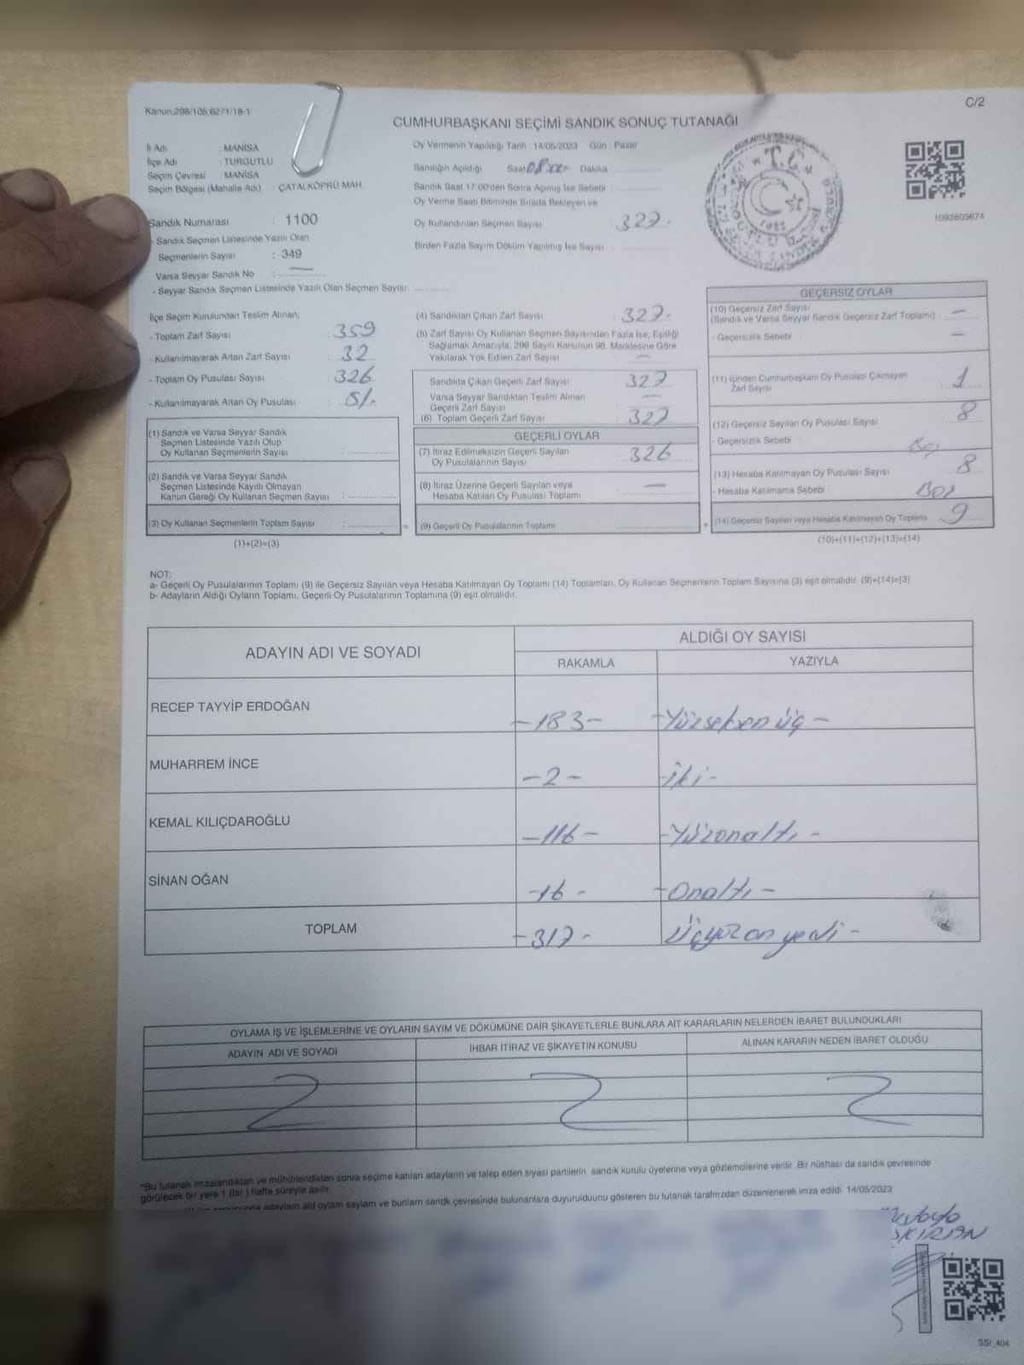 Kanun:298/105;6271/18-1
C/2
CUMHURBAŞKANI SEÇİMİ SANDIK SONUÇ TUTANAĞI
İl Adı : MANİSA
İlçe Adı : TURGUTLU
Seçim Çevresi : MANİSA
Seçim Bölgesi (Mahalle Adı) : ÇATALKÖPRÜ MAH.
Oy Vermenin Yapıldığı Tarih : 14/05/2023 Gün : Pazar
Sandığın Açıldığı Saat 08.00 Dakika
Sandık Saat 17:00'den Sonra Açılmış İse Sebebi :
Oy Verme Saati Bitiminde Sırada Bekleyen ve
Oy Kullandırılan Seçmen Sayısı : 327
Birden Fazla Sayım Döküm Yapılmış İse Sayısı :
1093605674
Sandık Numarası : 1100
- Sandık Seçmen Listesinde Yazılı Olan
Seçmenlerin Sayısı : 349
Varsa Seyyar Sandık No : —
- Seyyar Sandık Seçmen Listesinde Yazılı Olan Seçmen Sayısı:
T.C.
İlçe Seçim Kurulundan Teslim Alınan;
- Toplam Zarf Sayısı : 359
- Kullanılmayarak Artan Zarf Sayısı : 32
- Toplam Oy Pusulası Sayısı : 326
- Kullanılmayarak Artan Oy Pusulası :
(1) Sandık ve Varsa Seyyar Sandık
Seçmen Listesinde Yazılı Olup
Oy Kullanan Seçmenlerin Sayısı :
(2) Sandık ve Varsa Seyyar Sandık
Seçmen Listesinde Kayıtlı Olmayan
Kanun Gereği Oy Kullanan Seçmen Sayısı :
(3) Oy Kullanan Seçmenlerin Toplam Sayısı :
(1)+(2)=(3)
(4) Sandıktan Çıkan Zarf Sayısı : 327
(5) Zarf Sayısı Oy Kullanan Seçmen Sayısından Fazla İse, Eşitliği
Sağlamak Amacıyla, 298 Sayılı Kanunun 98. Maddesine Göre
Yakılarak Yok Edilen Zarf Sayısı : —
Sandıkta Çıkan Geçerli Zarf Sayısı : 327
Varsa Seyyar Sandıktan Teslim Alınan
Geçerli Zarf Sayısı : —
(6) Toplam Geçerli Zarf Sayısı : 327
GEÇERLİ OYLAR
(7) İtiraz Edilmeksizin Geçerli Sayılan
Oy Pusulalarının Sayısı : 326
(8) İtiraz Üzerine Geçerli Sayılan veya
Hesaba Katılan Oy Pusulası Toplamı : —
(9) Geçerli Oy Pusulalarının Toplamı :
GEÇERSİZ OYLAR
(10) Geçersiz Zarf Sayısı
(Sandık ve Varsa Seyyar Sandık Geçersiz Zarf Toplamı) : —
- Geçersizlik Sebebi : —
(11) İçinden Cumhurbaşkanı Oy Pusulası Çıkmayan
Zarf Sayısı : 1
(12) Geçersiz Sayılan Oy Pusulası Sayısı : 8
- Geçersizlik Sebebi
(13) Hesaba Katılmayan Oy Pusulası Sayısı : 8
- Hesaba Katılmama Sebebi :
(14) Geçersiz Sayılan veya Hesaba Katılmayan Oy Toplamı : 9
(10)+(11)+(12)+(13)=(14)
NOT:
a- Geçerli Oy Pusulalarının Toplamı (9) ile Geçersiz Sayılan veya Hesaba Katılmayan Oy Toplamı (14) Toplamları, Oy Kullanan Seçmenlerin Toplam Sayısına (3) eşit olmalıdır. (9)+(14)=(3)
b- Adayların Aldığı Oyların Toplamı, Geçerli Oy Pusulalarının Toplamına (9) eşit olmalıdır.
ADAYIN ADI VE SOYADI
ALDIĞI OY SAYISI
RAKAMLA YAZIYLA
RECEP TAYYİP ERDOĞAN -183- -Yüzseksen üç-
MUHARREM İNCE -2- -İki-
KEMAL KILIÇDAROĞLU -116- -Yüzonaltı-
SİNAN OĞAN -16- -Onaltı-
TOPLAM -317- Üçyüz on yedi-
OYLAMA İŞ VE İŞLEMLERİNE VE OYLARIN SAYIM VE DÖKÜMÜNE DAİR ŞİKAYETLERLE BUNLARA AİT KARARLARIN NELERDEN İBARET BULUNDUKLARI
ADAYIN ADI VE SOYADI
İHBAR İTİRAZ VE ŞİKAYETİN KONUSU
ALINAN KARARIN NEDEN İBARET OLDUĞU
*Bu tutanak imzalandıktan ve mühürlendikten sonra seçime katılan adayların ve talep eden siyasi partilerin sandık kurulu üyelerine veya gözlemcilerine verilir. Bir nüshası da sandık çevresinde
görülecek bir yere 1 (bir) hafta süreyle asılır.
adayların aldığı oyların sayısını ve bunların sandık çevresinde bulunanlara duyurulduunu gösteren bu tutanak tarafımızdan düzenlenerek imza edildi. 14/05/2023
SSI_404